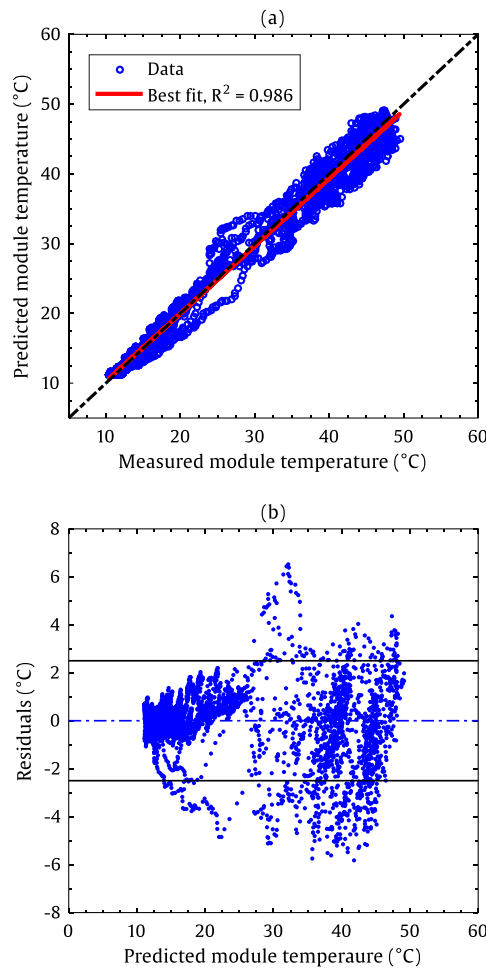 (a)
60
50
40
30
20
10
Predicted module temperature (°C)
Data
Best fit, R² = 0.986
10 20 30 40 50 60
Measured module temperature (°C)
(b)
8
6
4
2
0
-2
-4
-6
-8
Residuals (°C)
0 10 20 30 40 50 60
Predicted module temperaure (°C)